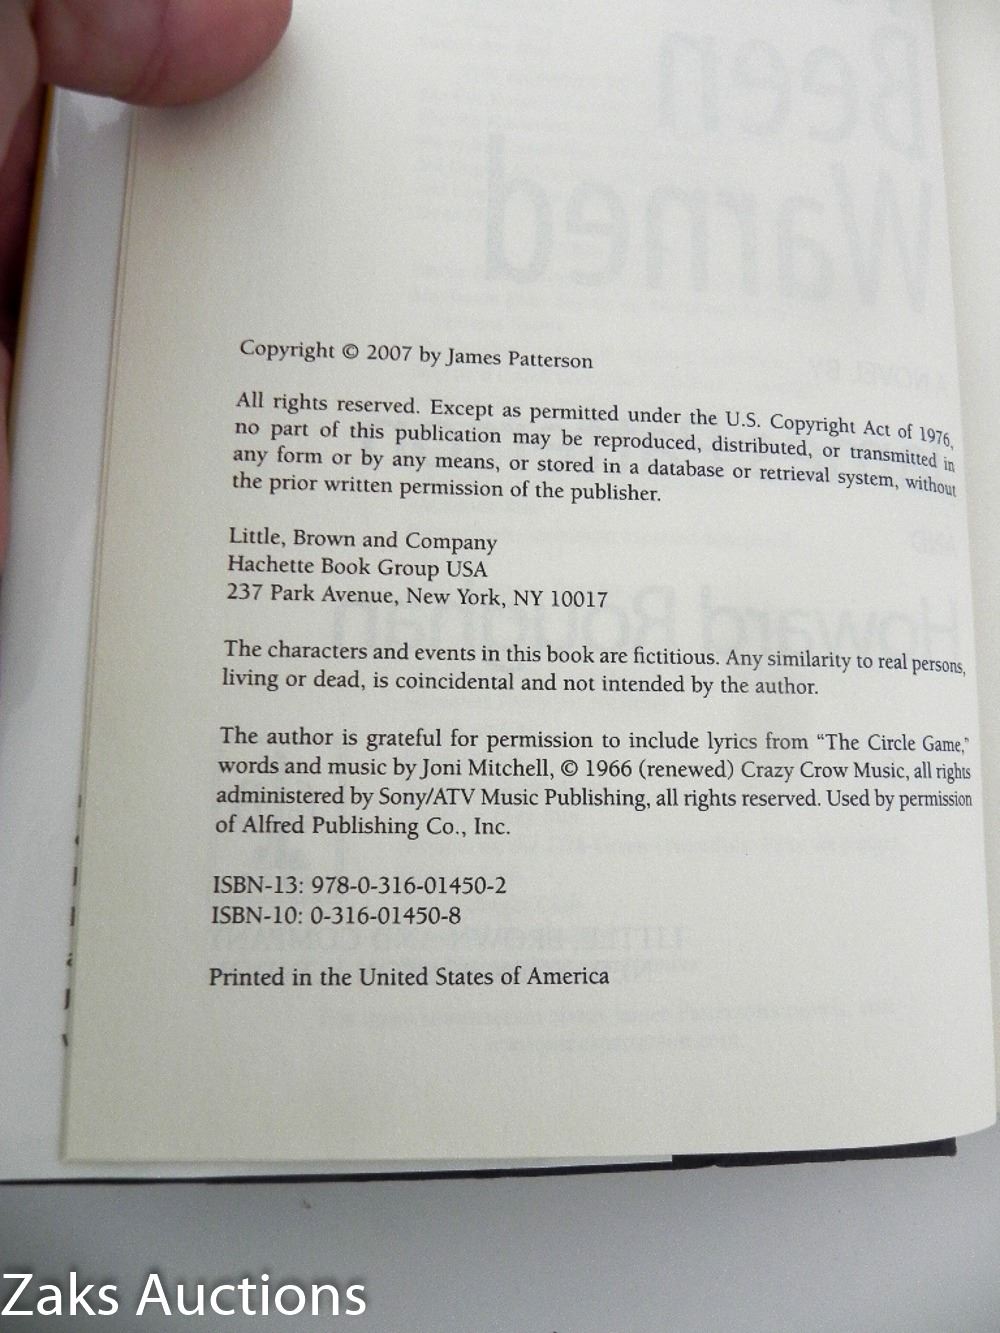 Copyright © 2007 by James Patterson
All rights reserved. Except as permitted under the U.S. Copyright Act of 1976,
no part of this publication may be reproduced, distributed, or transmitted in
any form or by any means, or stored in a database or retrieval system, without
the prior written permission of the publisher.
Little, Brown and Company
Hachette Book Group USA
237 Park Avenue, New York, NY 10017
The characters and events in this book are fictitious. Any similarity to real persons,
living or dead, is coincidental and not intended by the author.
The author is grateful for permission to include lyrics from “The Circle Game,”
words and music by Joni Mitchell, © 1966 (renewed) Crazy Crow Music, all rights
administered by Sony/ATV Music Publishing, all rights reserved. Used by permission
of Alfred Publishing Co., Inc.
ISBN-13: 978-0-316-01450-2
ISBN-10: 0-316-01450-8
Printed in the United States of America
Zaks Auctions